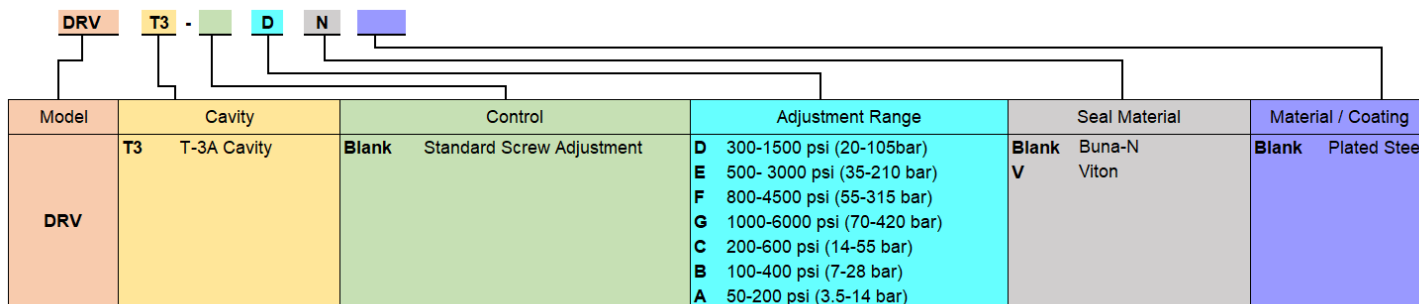 DRV T3 - D N
Model Cavity Control Adjustment Range Seal Material Material / Coating
DRV
T3 T-3A Cavity
Blank Standard Screw Adjustment
D 300-1500 psi (20-105bar)
E 500- 3000 psi (35-210 bar)
F 800-4500 psi (55-315 bar)
G 1000-6000 psi (70-420 bar)
C 200-600 psi (14-55 bar)
B 100-400 psi (7-28 bar)
A 50-200 psi (3.5-14 bar)
Blank Buna-N
V Viton
Blank Plated Stee